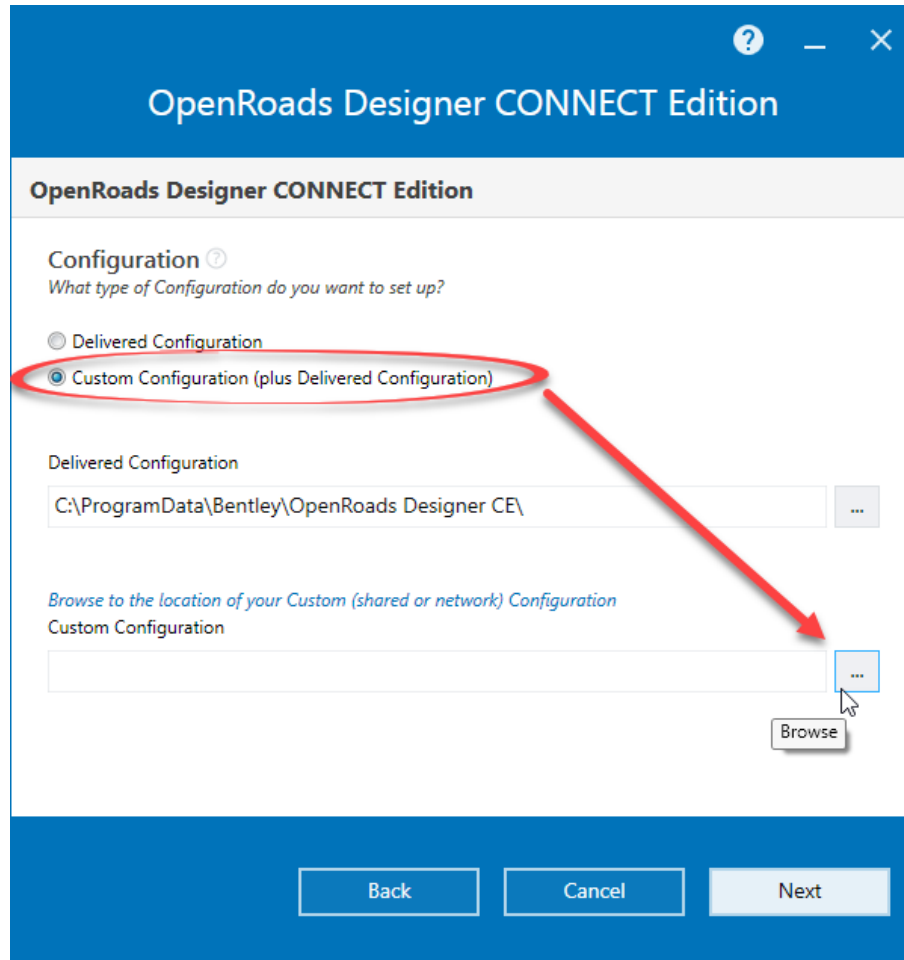 OpenRoads Designer CONNECT Edition
OpenRoads Designer CONNECT Edition
Configuration
What type of Configuration do you want to set up?
Delivered Configuration
Custom Configuration (plus Delivered Configuration)
Delivered Configuration
C:\ProgramData\Bentley\OpenRoads Designer CE\
...
Browse to the location of your Custom (shared or network) Configuration
Custom Configuration
...
Browse
Back Cancel Next